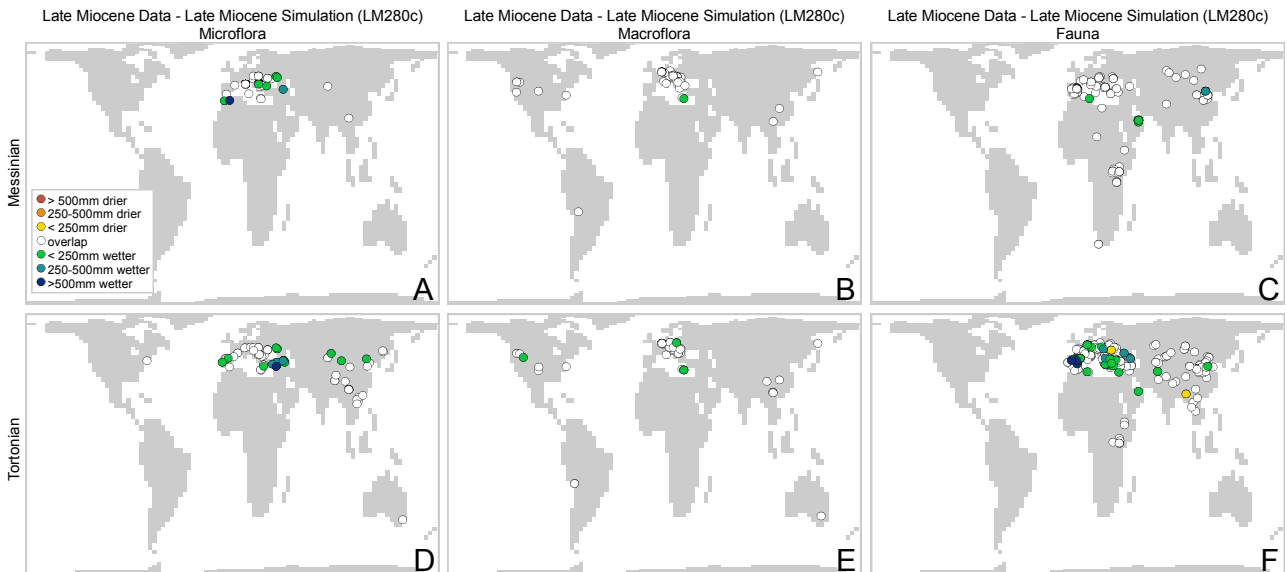 Late Miocene Data - Late Miocene Simulation (LM280c)
Microflora
Late Miocene Data - Late Miocene Simulation (LM280c)
Macroflora
Late Miocene Data - Late Miocene Simulation (LM280c)
Fauna
Messinian
> 500mm drier
250-500mm drier
< 250mm drier
overlap
< 250mm wetter
250-500mm wetter
>500mm wetter
A
B
C
Tortonian
D
E
F